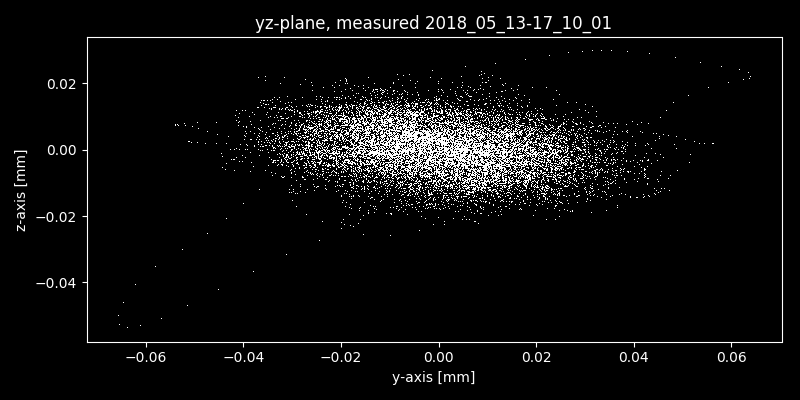 yz-plane, measured 2018_05_13-17_10_01
0.02
0.00
−0.02
−0.04
z-axis [mm]
−0.06 −0.04 −0.02 0.00 0.02 0.04 0.06
y-axis [mm]